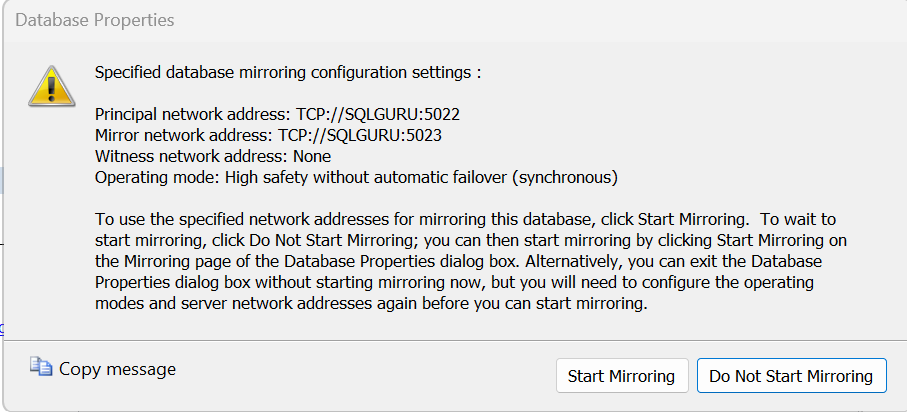 Database Properties
Specified database mirroring configuration settings :
Principal network address: TCP://SQLGURU:5022
Mirror network address: TCP://SQLGURU:5023
Witness network address: None
Operating mode: High safety without automatic failover (synchronous)
To use the specified network addresses for mirroring this database, click Start Mirroring.  To wait to
start mirroring, click Do Not Start Mirroring; you can then start mirroring by clicking Start Mirroring on
the Mirroring page of the Database Properties dialog box. Alternatively, you can exit the Database
Properties dialog box without starting mirroring now, but you will need to configure the operating
modes and server network addresses again before you can start mirroring.
Copy message
Start Mirroring
Do Not Start Mirroring